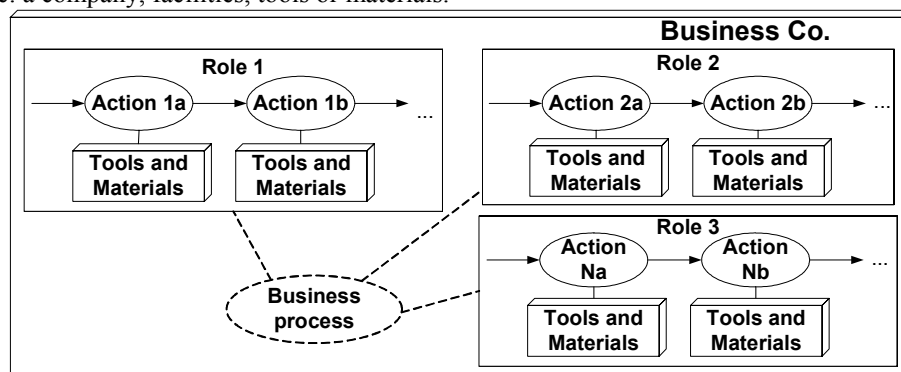 e. a company, facilities, tools or materials.
Business Co.
Role 1
Action 1a
Action 1b
...
Tools and
Materials
Tools and
Materials
Role 2
Action 2a
Action 2b
...
Tools and
Materials
Tools and
Materials
Role 3
Action
Na
Action
Nb
...
Tools and
Materials
Tools and
Materials
Business
process